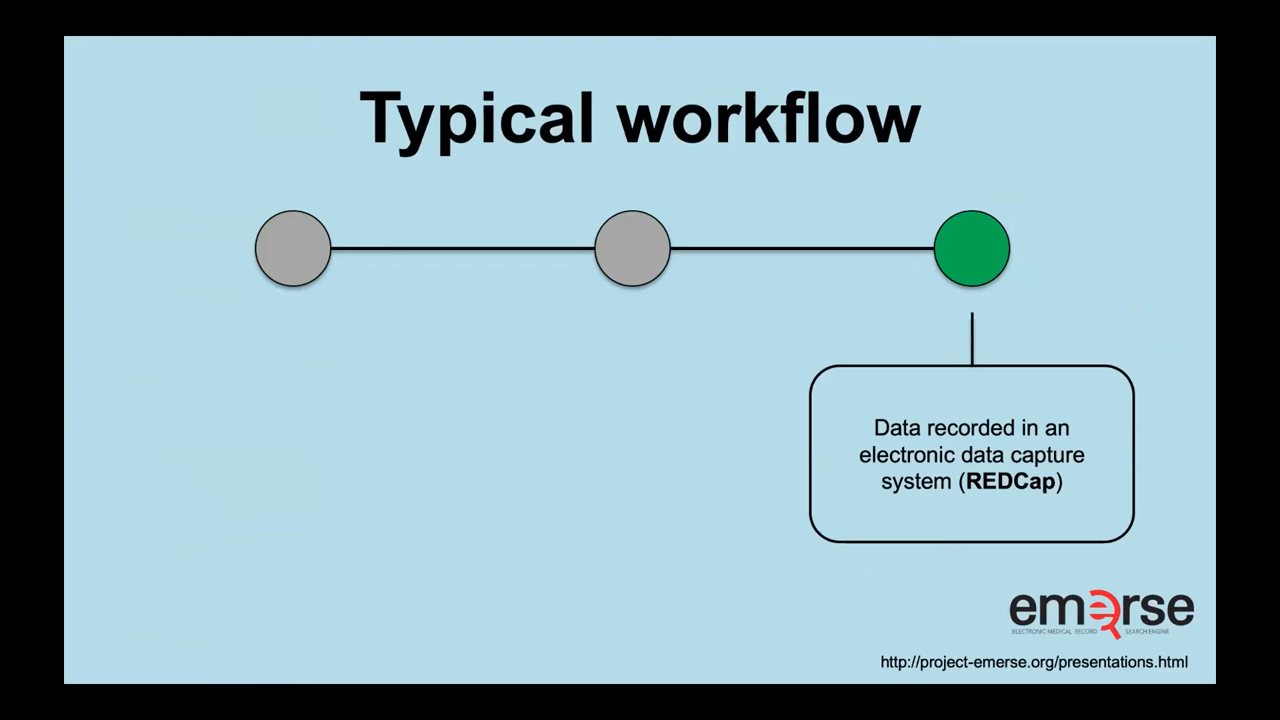 Typical workflow
Data recorded in an
electronic data capture
system (REDCap)
emerse
ELECTRONIC MEDICAL RECORD SEARCH ENGINE
http://project-emerse.org/presentations.html